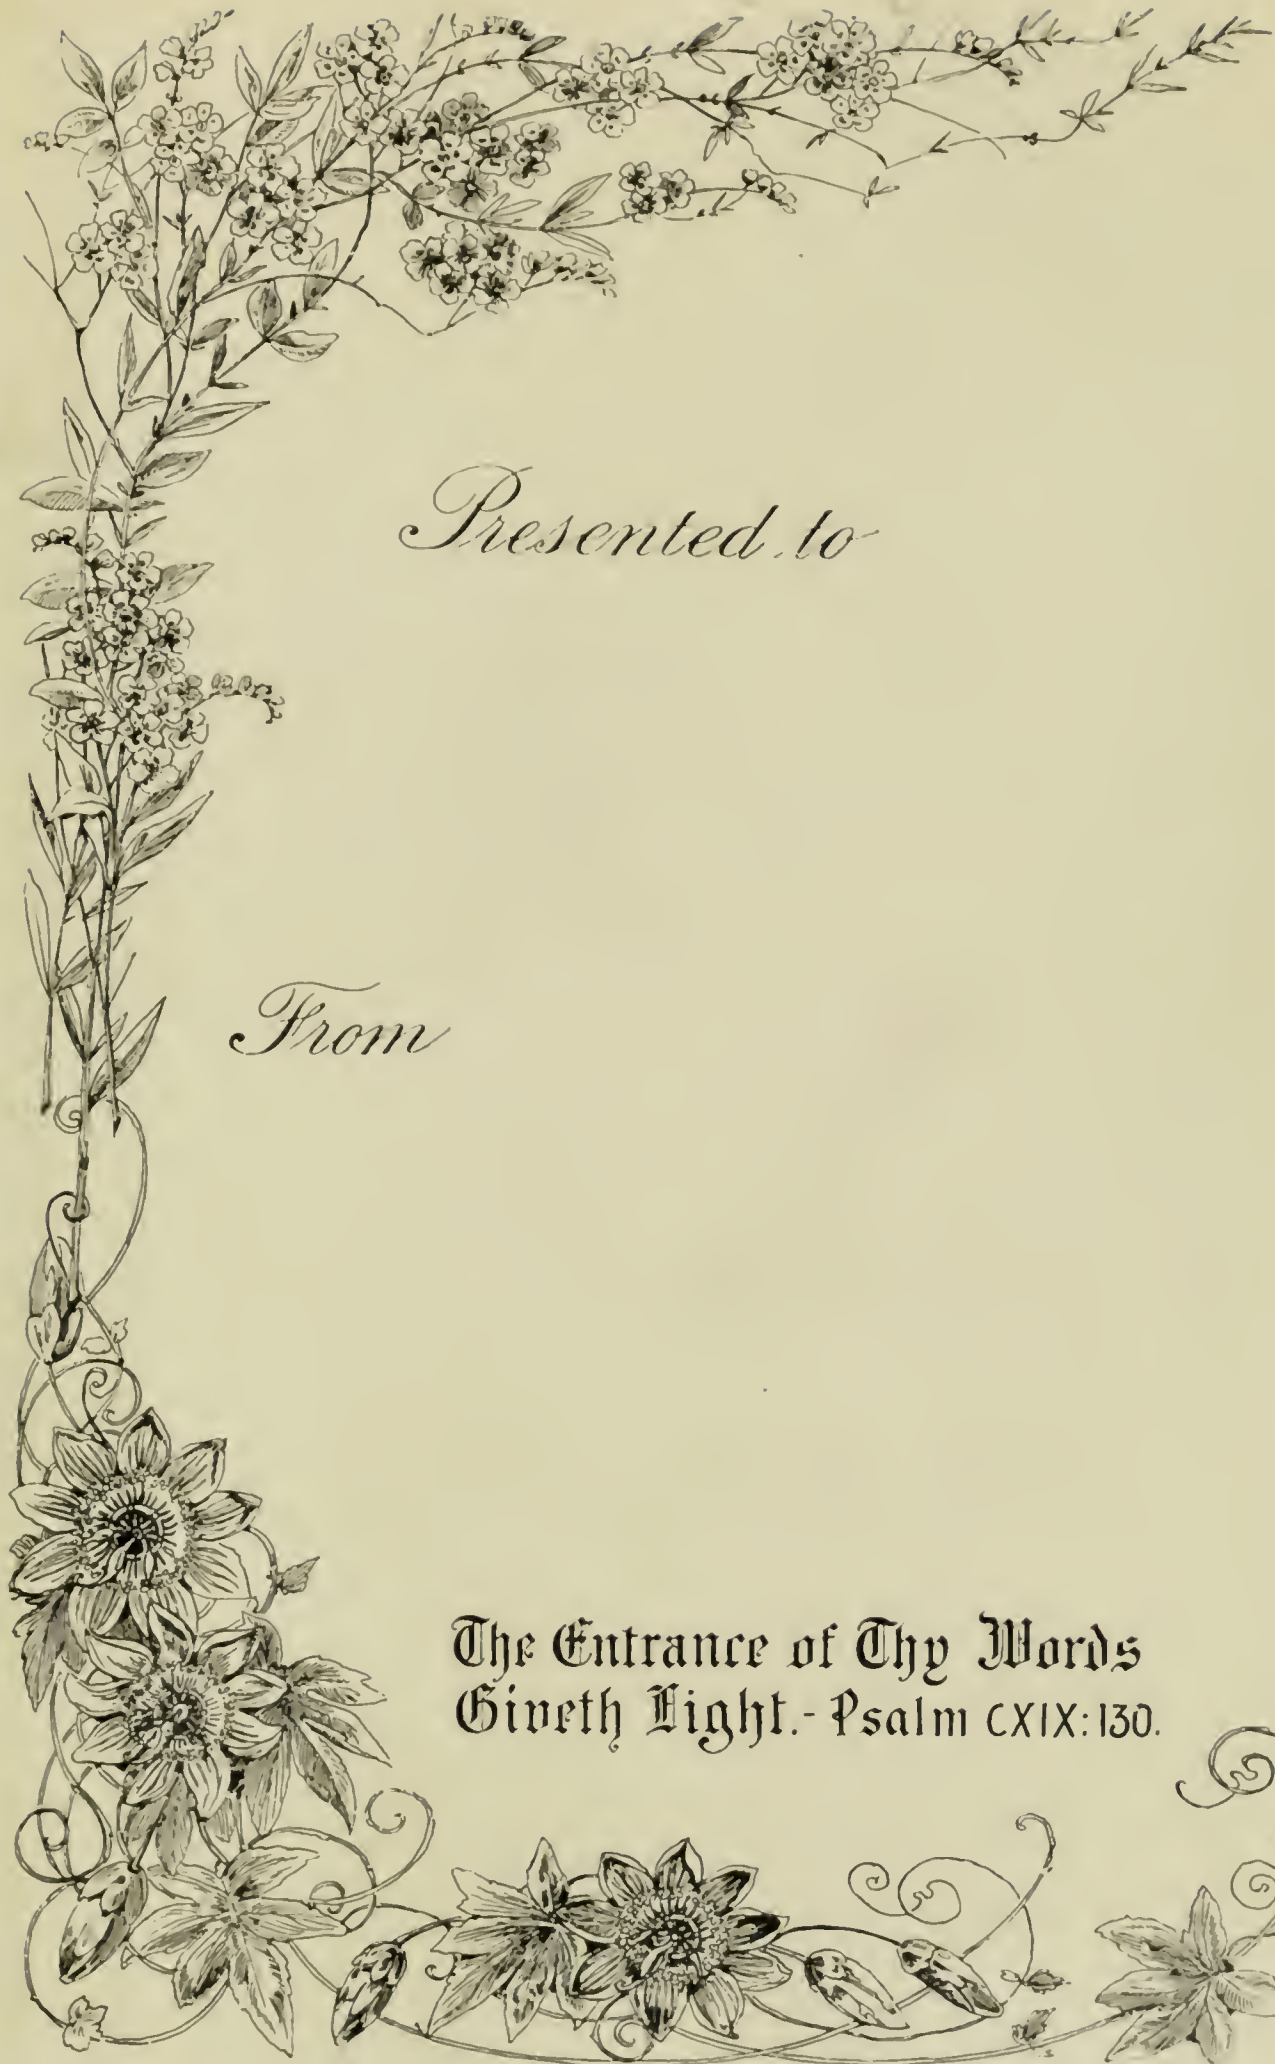 Presented to
From
The Entrance of Thy Words
Giveth Light.- Psalm CXIX: 130.